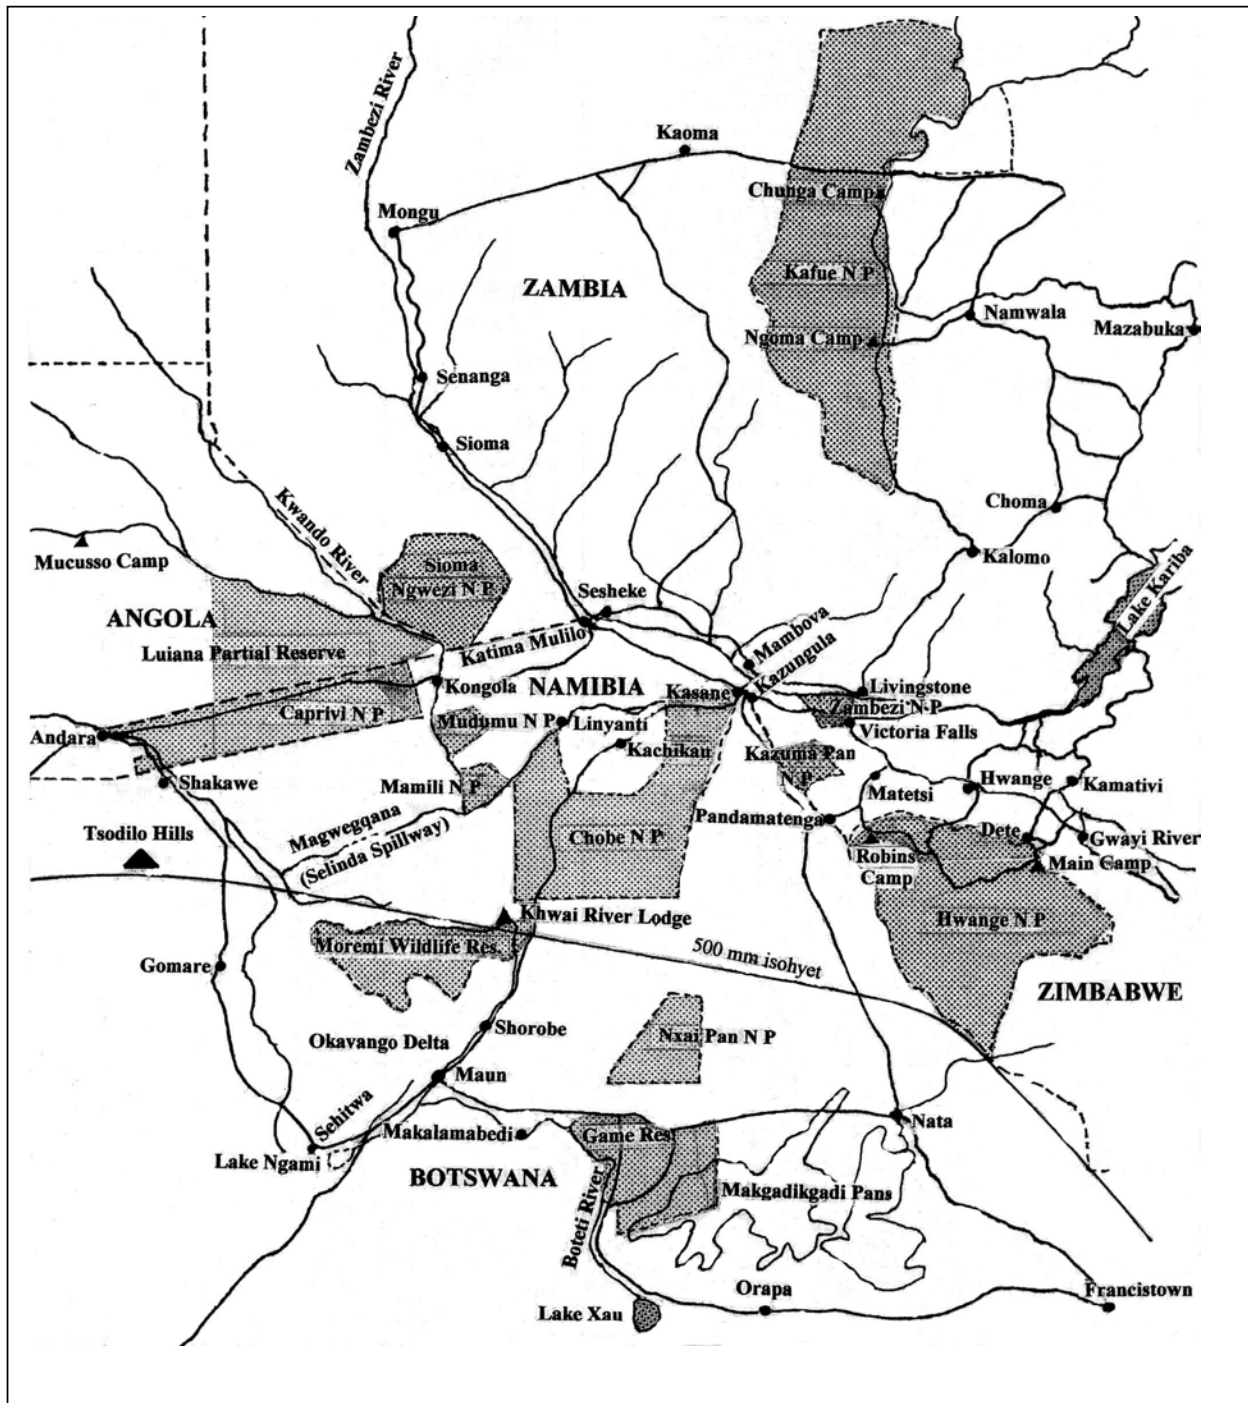 Zambezi River
Kaoma
Chunga Camp
Mongu
Kafue N P
ZAMBIA
Namwala
Mazabuka
Ngoma Camp
Senanga
Sioma
Kwando River
Choma
Mucusso Camp
Kalomo
Sioma
Ngwezi N P
Lake Kariba
Sesheke
ANGOLA
Luiana Partial Reserve
Katima Mulilo
Mambova
Kazungula
Kongola
NAMIBIA
Kasane
Livingstone
Caprivi N P
Mudumu N P
Linyanti
Zambezi N P
Victoria Falls
Andara
Kachikau
Kazuma Pan
N P
Shakawe
Mamili N P
Matetsi
Hwange
Kamativi
Magweggana
(Selinda Spillway)
Chobe N P
Pandamatenga
Dete
Gwayi River
Tsodilo Hills
Robins
Camp
Main Camp
Khwai River Lodge
Hwange N P
Moremi Wildlife Res.
500 mm isohyet
Gomare
ZIMBABWE
Shorobe
Okavango Delta
Nxai Pan N P
Maun
Sehitwa
Makalamabedi
Game Res.
Nata
Lake Ngami
BOTSWANA
Makgadikgadi Pans
Boteti River
Orapa
Francistown
Lake Xau